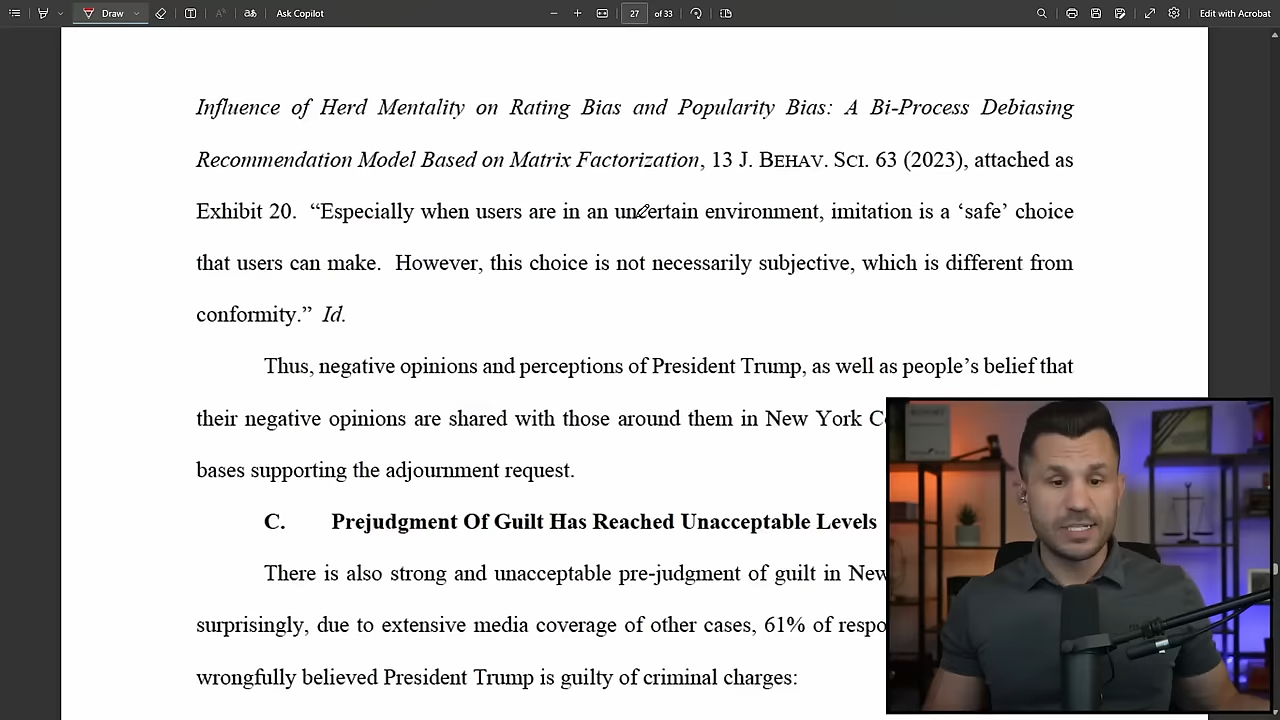 Draw
Ask Copilot
27 of 33
Edit with Acrobat
Influence of Herd Mentality on Rating Bias and Popularity Bias: A Bi-Process Debiasing
Recommendation Model Based on Matrix Factorization, 13 J. BEHAV. SCI. 63 (2023), attached as
Exhibit 20. “Especially when users are in an uncertain environment, imitation is a ‘safe’ choice
that users can make. However, this choice is not necessarily subjective, which is different from
conformity.” Id.
Thus, negative opinions and perceptions of President Trump, as well as people’s belief that
their negative opinions are shared with those around them in New York
bases supporting the adjournment request.
C. Prejudgment Of Guilt Has Reached Unacceptable Levels
There is also strong and unacceptable pre-judgment of guilt in New
surprisingly, due to extensive media coverage of other cases, 61% of
wrongfully believed President Trump is guilty of criminal charges: